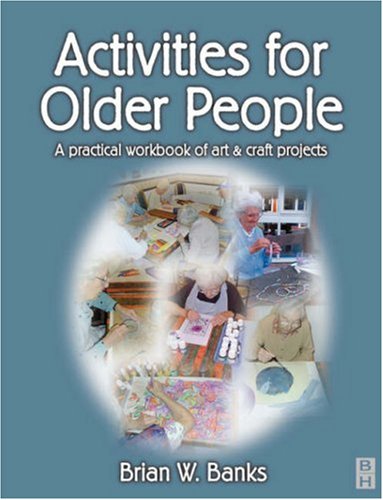 Activities for
Older People
A practical workbook of art & craft projects
Brian W. Banks
B
H